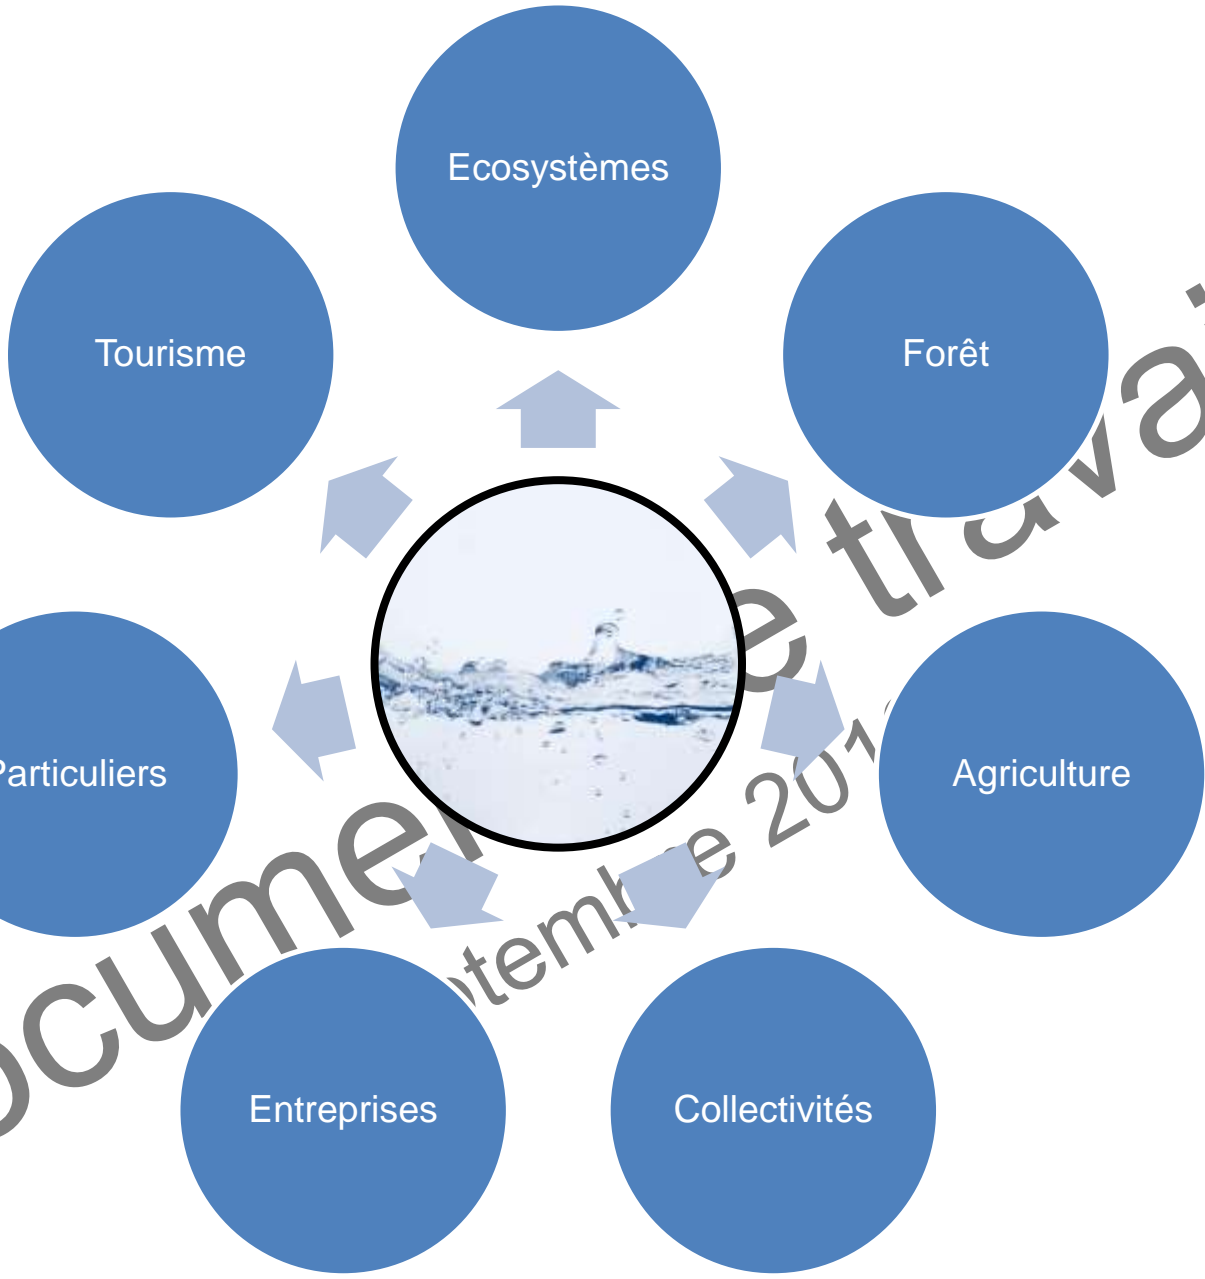 Ecosystèmes
Tourisme
Forêt
Particuliers
Agriculture
Entreprises
Collectivités